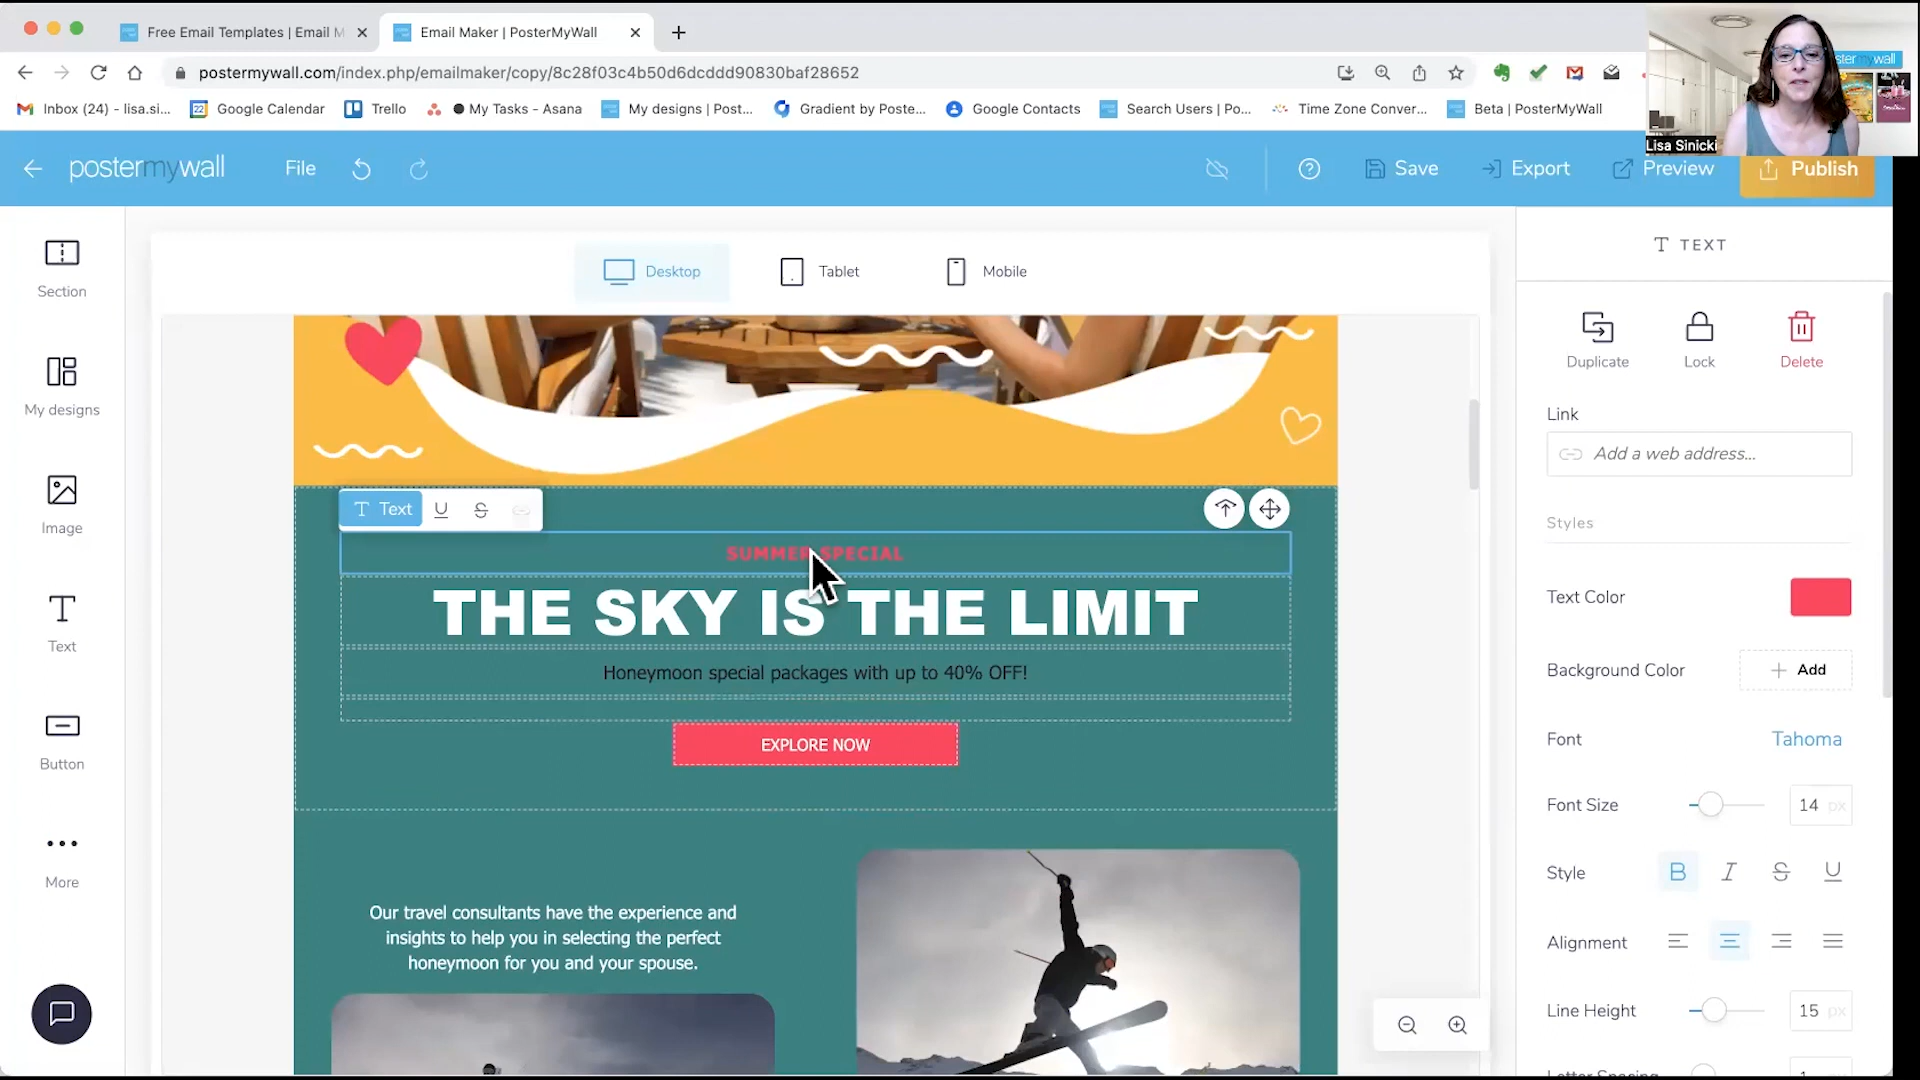 Free Email Templates | Email M
Email Maker | PosterMyWall
postermywall.com/index.php/emailmaker/copy/8c28f03c4b50d6dcddd90830baf28652
Inbox (24) - lisa.si...
22
Google Calendar
Trello
My Tasks - Asana
My designs | Post...
Gradient by Poste...
Google Contacts
Search Users | Po...
Time Zone Conver...
Beta | PosterMyWall
Lisa Sinicki
postermywall
File
Save
Export
Preview
Publish
Section
My designs
Image
Text
Button
More
Desktop
Tablet
Mobile
Text
SUMMER SPECIAL
THE SKY IS THE LIMIT
Honeymoon special packages with up to 40% OFF!
EXPLORE NOW
Our travel consultants have the experience and
insights to help you in selecting the perfect
honeymoon for you and your spouse.
TEXT
Duplicate
Lock
Delete
Link
Add a web address...
Styles
Text Color
Background Color
Add
Font
Tahoma
Font Size
14 px
Style
B I S U
Alignment
Line Height
15 px